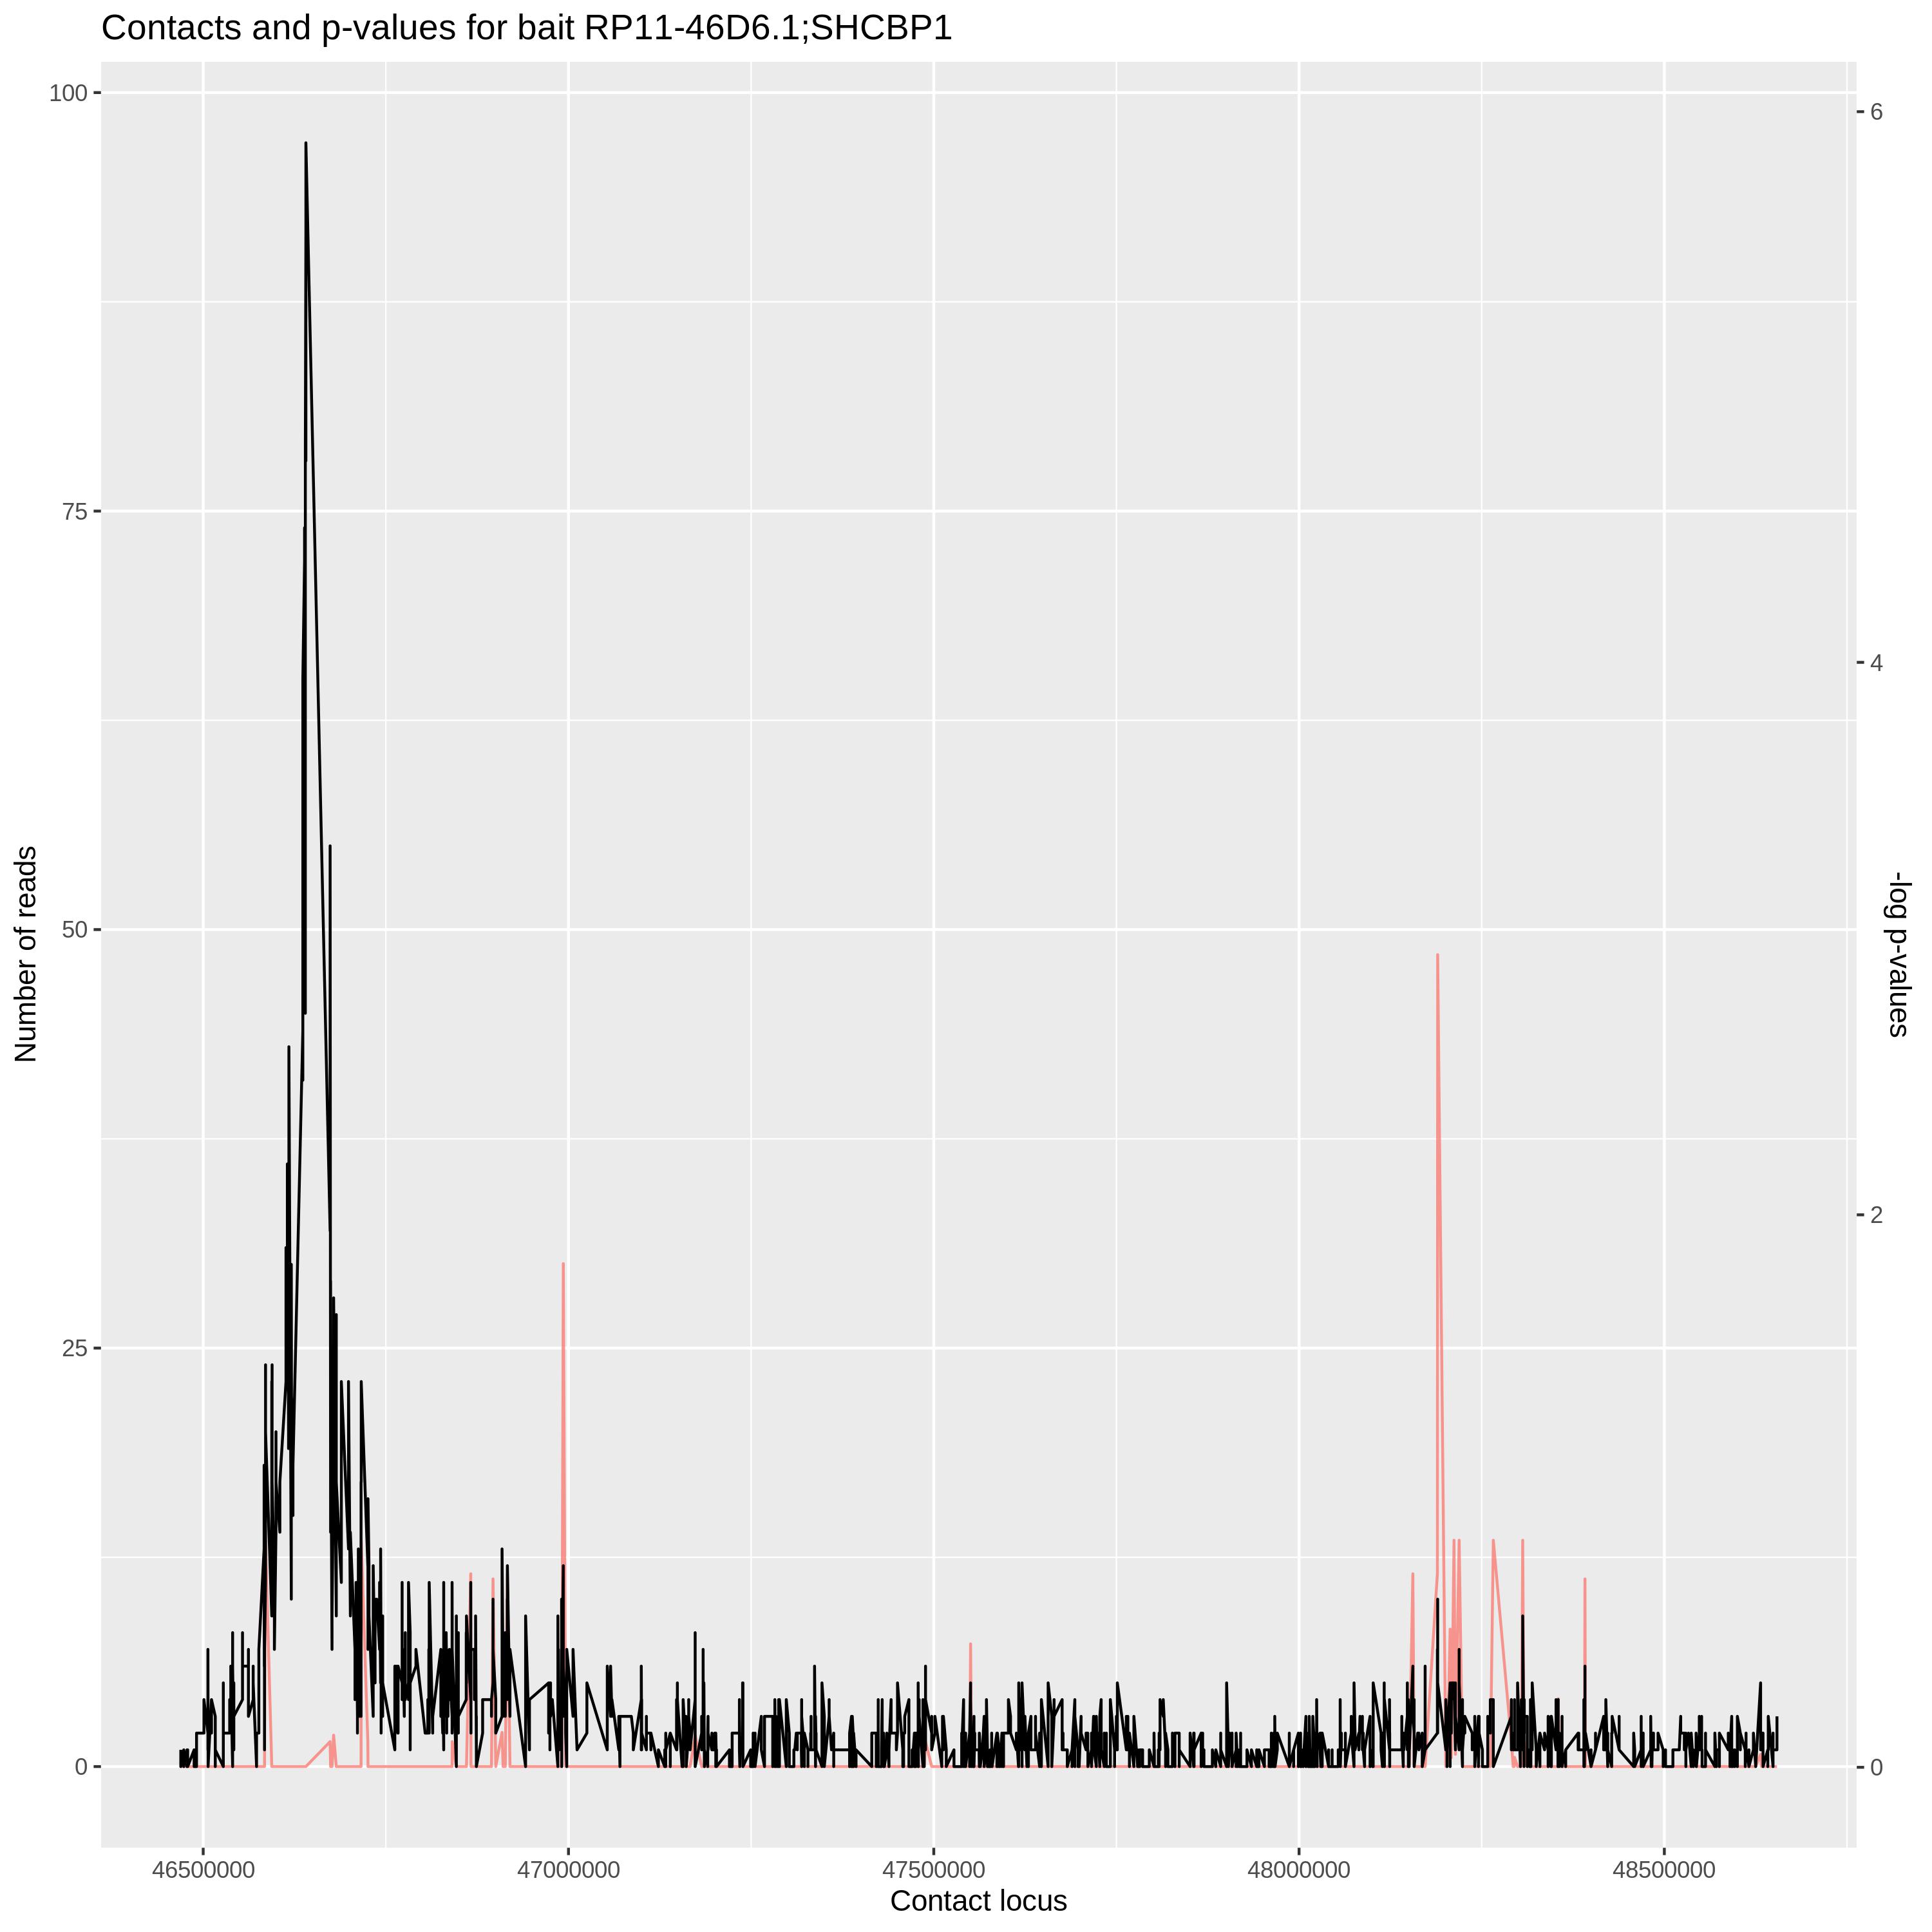 Contacts and p-values for bait RP11-46D6.1;SHCBP1
100
75
50
25
0
Number of reads
6
4
2
0
-log p-values
46500000 47000000 47500000 48000000 48500000
Contact locus